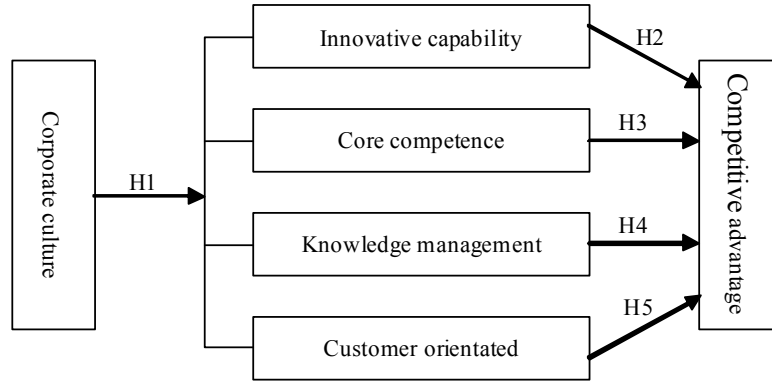 Corporate culture
H1
Innovative capability
Core competence
Knowledge management
Customer orientated
H2
H3
H4
H5
Competitive advantage